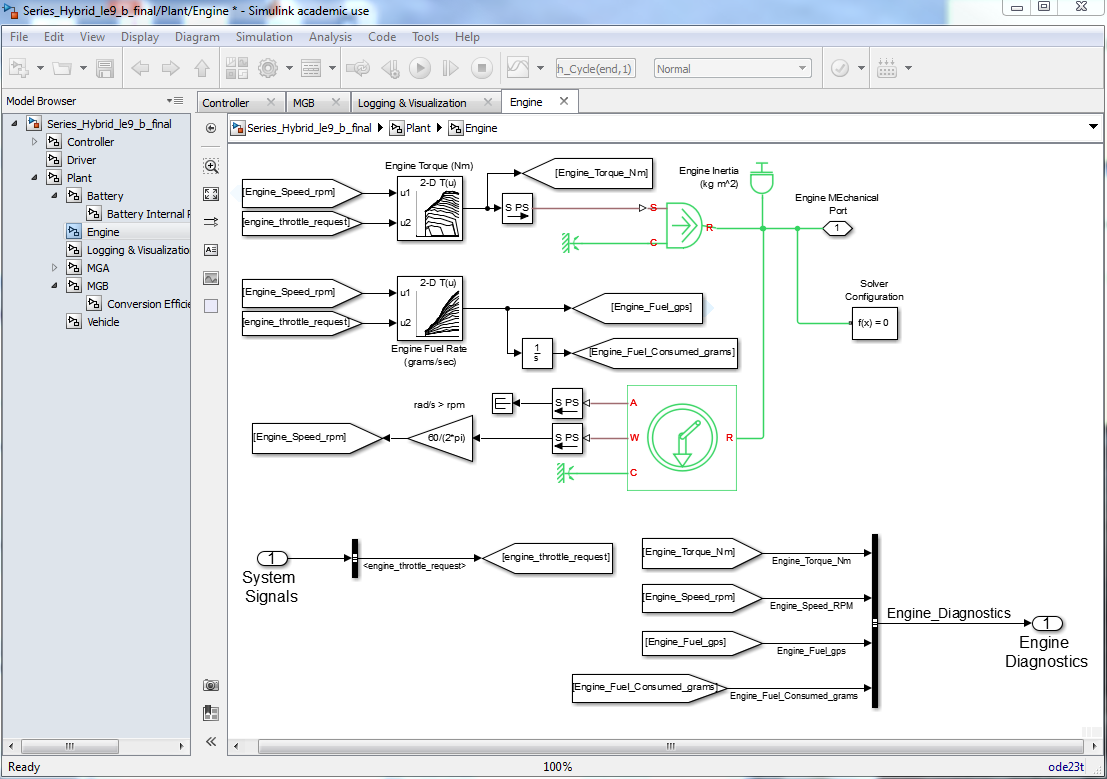 Series_Hybrid_le9_b_final/Plant/Engine * - Simulink academic use
File Edit View Display Diagram Simulation Analysis Code Tools Help
h_Cycle(end,1) Normal
Model Browser
Controller MGB Logging & Visualization Engine
Series_Hybrid_le9_b_final Plant Engine
Series_Hybrid_le9_b_final
Controller
Driver
Plant
Battery
Battery Internal
Engine
Logging & Visualizatio
MGA
MGB
Conversion Efficie
Vehicle
Engine Torque (Nm)
[Engine_Speed_rpm]
[engine_throttle_request]
u1
u2
2-D T(u)
[Engine_Torque_Nm]
S PS
S
C
R
Engine Inertia
(kg m^2)
Engine MEchanical
Port
1
Solver
Configuration
f(x) = 0
[Engine_Speed_rpm]
[engine_throttle_request]
u1
u2
2-D T(u)
Engine Fuel Rate
(grams/sec)
[Engine_Fuel_gps]
1
s
[Engine_Fuel_Consumed_grams]
rad/s > rpm
[Engine_Speed_rpm]
60/(2*pi)
S PS
S PS
A
W
C
R
1
System
Signals
<engine_throttle_request>
[engine_throttle_request]
[Engine_Torque_Nm]
Engine_Torque_Nm
[Engine_Speed_rpm]
Engine_Speed_RPM
[Engine_Fuel_gps]
Engine_Fuel_gps
[Engine_Fuel_Consumed_grams]
Engine_Fuel_Consumed_grams
Engine_Diagnostics
1
Engine
Diagnostics
Ready 100% ode23t